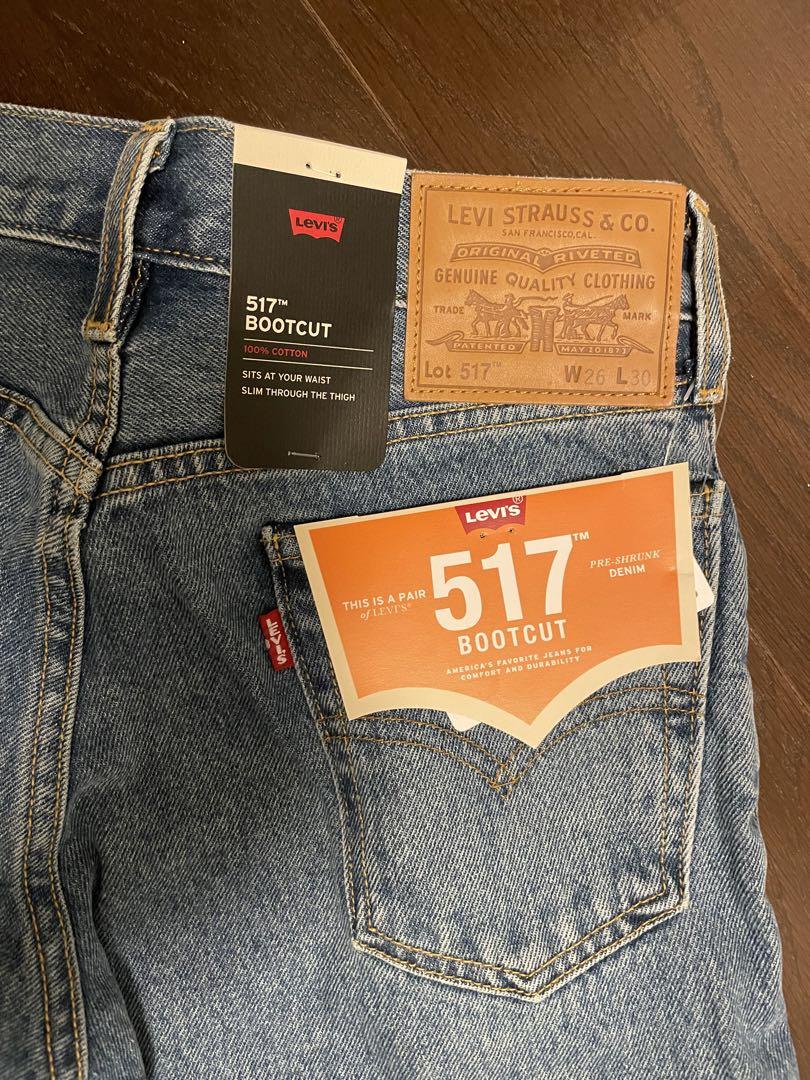 Levi's®
517™
BOOTCUT
100% COTTON
SITS AT YOUR WAIST
SLIM THROUGH THE THIGH
LEVI STRAUSS & CO.
SAN FRANCISCO, CAL.
ORIGINAL RIVETED
GENUINE QUALITY CLOTHING
TRADE MARK
PATENTED MAY 20 1873
Lot 517™ W26 L30
Levi's®
THIS IS A PAIR
of LEVI'S®
517™
BOOTCUT
PRE-SHRUNK
DENIM
AMERICA'S FAVORITE JEANS FOR
COMFORT AND DURABILITY
LEVI'S